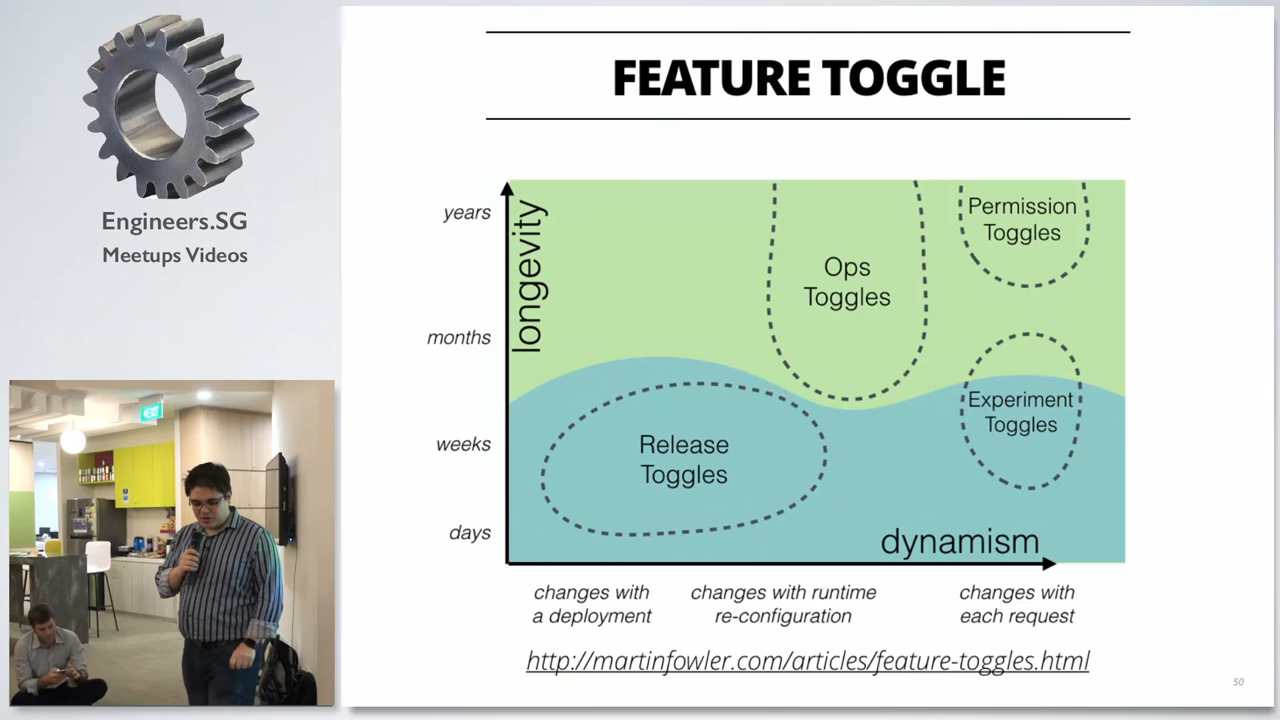 Engineers.SG
Meetups Videos
FEATURE TOGGLE
years
months
weeks
days
longevity
Ops
Toggles
Permission
Toggles
Release
Toggles
Experiment
Toggles
dynamism
changes with
a deployment
changes with runtime
re-configuration
changes with
each request
http://martinfowler.com/articles/feature-toggles.html
50